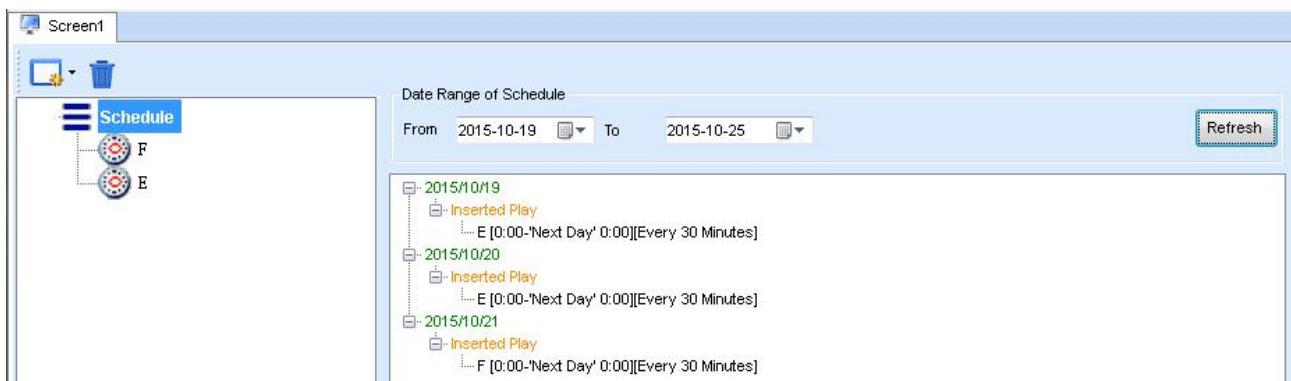 Screen1
Schedule
F
E
Date Range of Schedule
From 2015-10-19 To 2015-10-25 Refresh
2015/10/19
Inserted Play
E [0:00-'Next Day' 0:00][Every 30 Minutes]
2015/10/20
Inserted Play
E [0:00-'Next Day' 0:00][Every 30 Minutes]
2015/10/21
Inserted Play
F [0:00-'Next Day' 0:00][Every 30 Minutes]